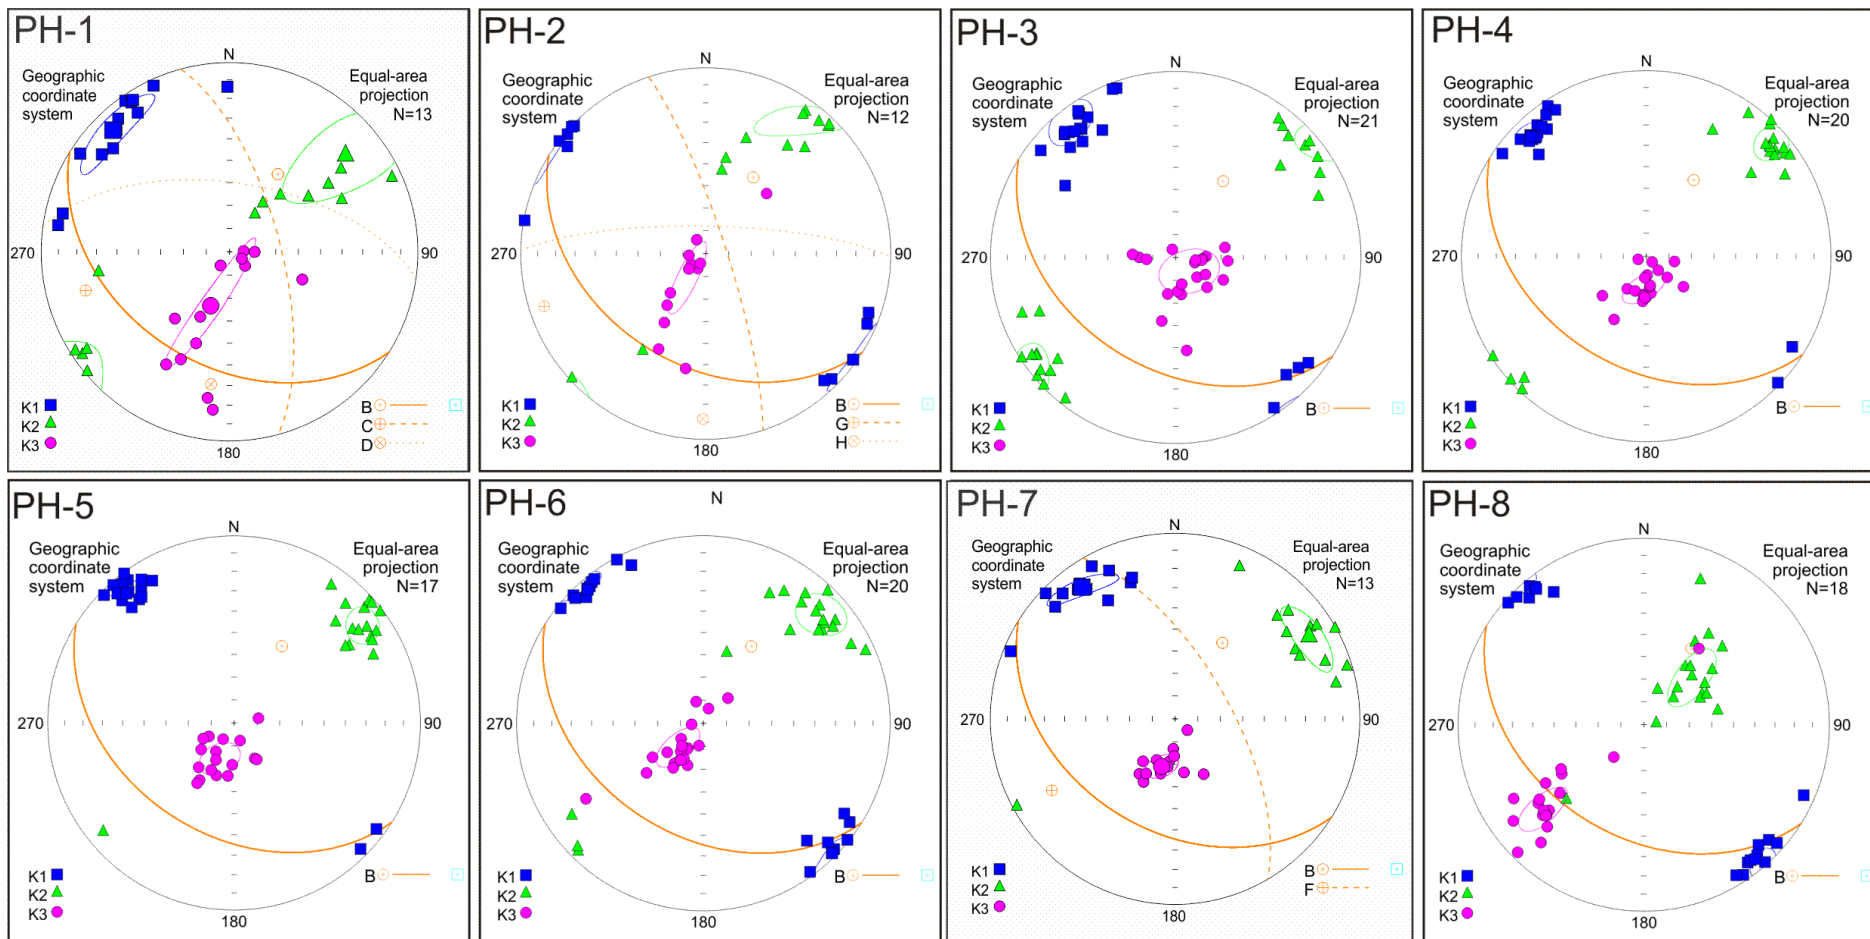 PH-1
N
Geographic
coordinate
system
Equal-area
projection
N=13
270
90
K1
K2
K3
B
C
D
180
PH-2
N
Geographic
coordinate
system
Equal-area
projection
N=12
270
90
K1
K2
K3
B
G
H
180
PH-3
N
Geographic
coordinate
system
Equal-area
projection
N=21
270
90
K1
K2
K3
B
180
PH-4
N
Geographic
coordinate
system
Equal-area
projection
N=20
270
90
K1
K2
K3
B
180
PH-5
N
Geographic
coordinate
system
Equal-area
projection
N=17
270
90
K1
K2
K3
B
180
PH-6
N
Geographic
coordinate
system
Equal-area
projection
N=20
270
90
K1
K2
K3
B
180
PH-7
N
Geographic
coordinate
system
Equal-area
projection
N=13
270
90
K1
K2
K3
B
F
180
PH-8
N
Geographic
coordinate
system
Equal-area
projection
N=18
270
90
K1
K2
K3
B
180